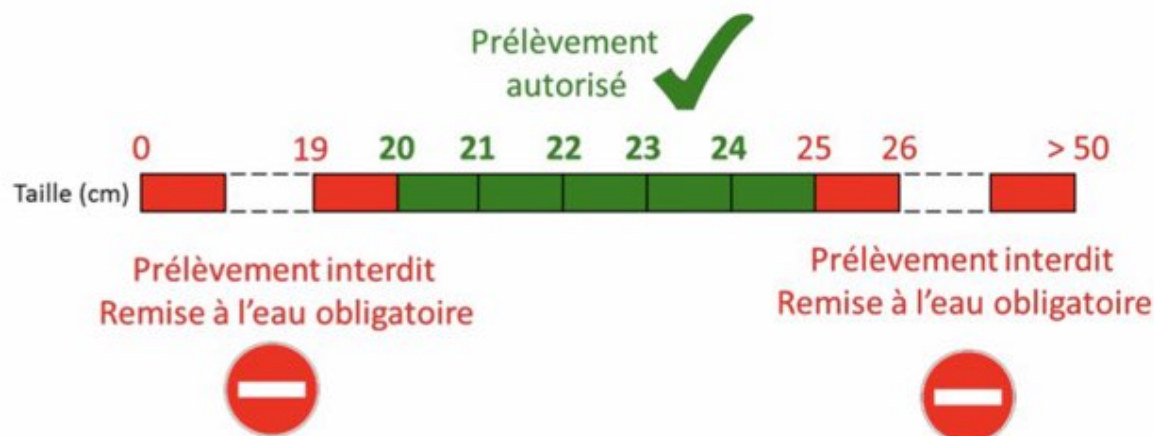 Prélèvement
autorisé
0 19 20 21 22 23 24 25 26 > 50
Taille (cm)
Prélèvement interdit
Remise à l'eau obligatoire
Prélèvement interdit
Remise à l'eau obligatoire